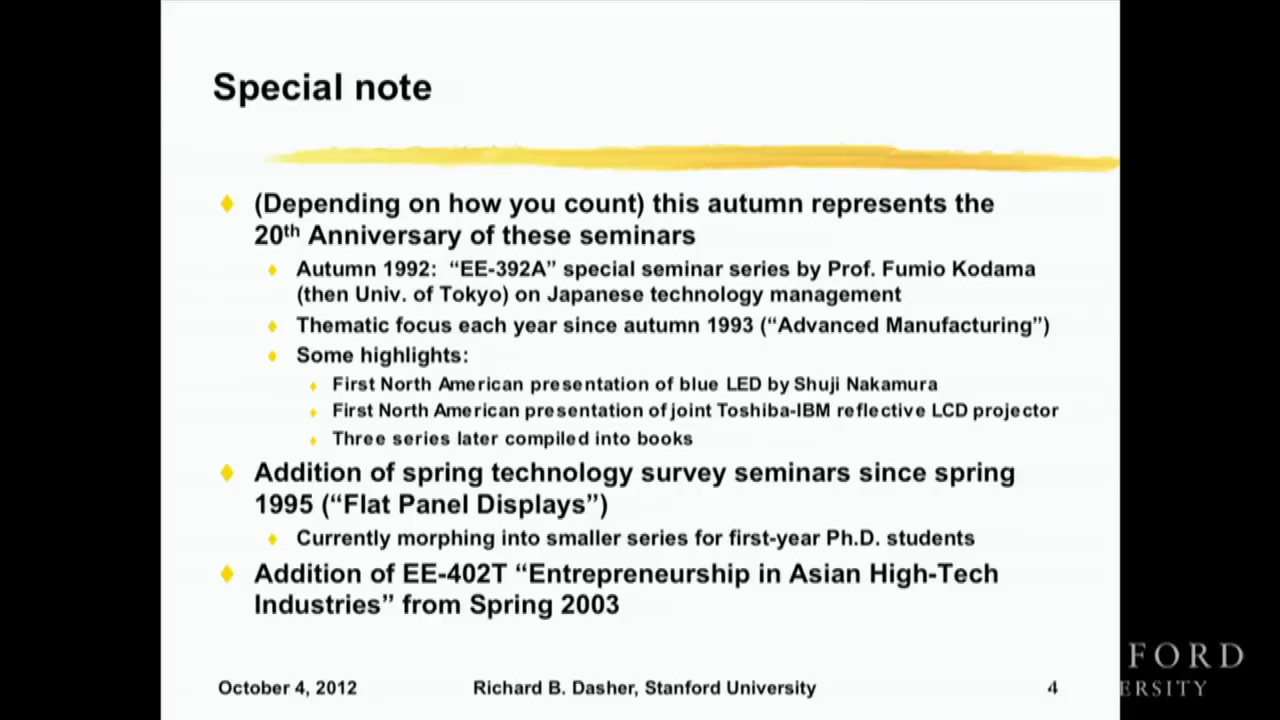 Special note
(Depending on how you count) this autumn represents the
20th Anniversary of these seminars
Autumn 1992: “EE-392A” special seminar series by Prof. Fumio Kodama
(then Univ. of Tokyo) on Japanese technology management
Thematic focus each year since autumn 1993 (“Advanced Manufacturing”)
Some highlights:
First North American presentation of blue LED by Shuji Nakamura
First North American presentation of joint Toshiba-IBM reflective LCD projector
Three series later compiled into books
Addition of spring technology survey seminars since spring
1995 (“Flat Panel Displays”)
Currently morphing into smaller series for first-year Ph.D. students
Addition of EE-402T “Entrepreneurship in Asian High-Tech
Industries” from Spring 2003
October 4, 2012 Richard B. Dasher, Stanford University 4
FORD
ERSITY